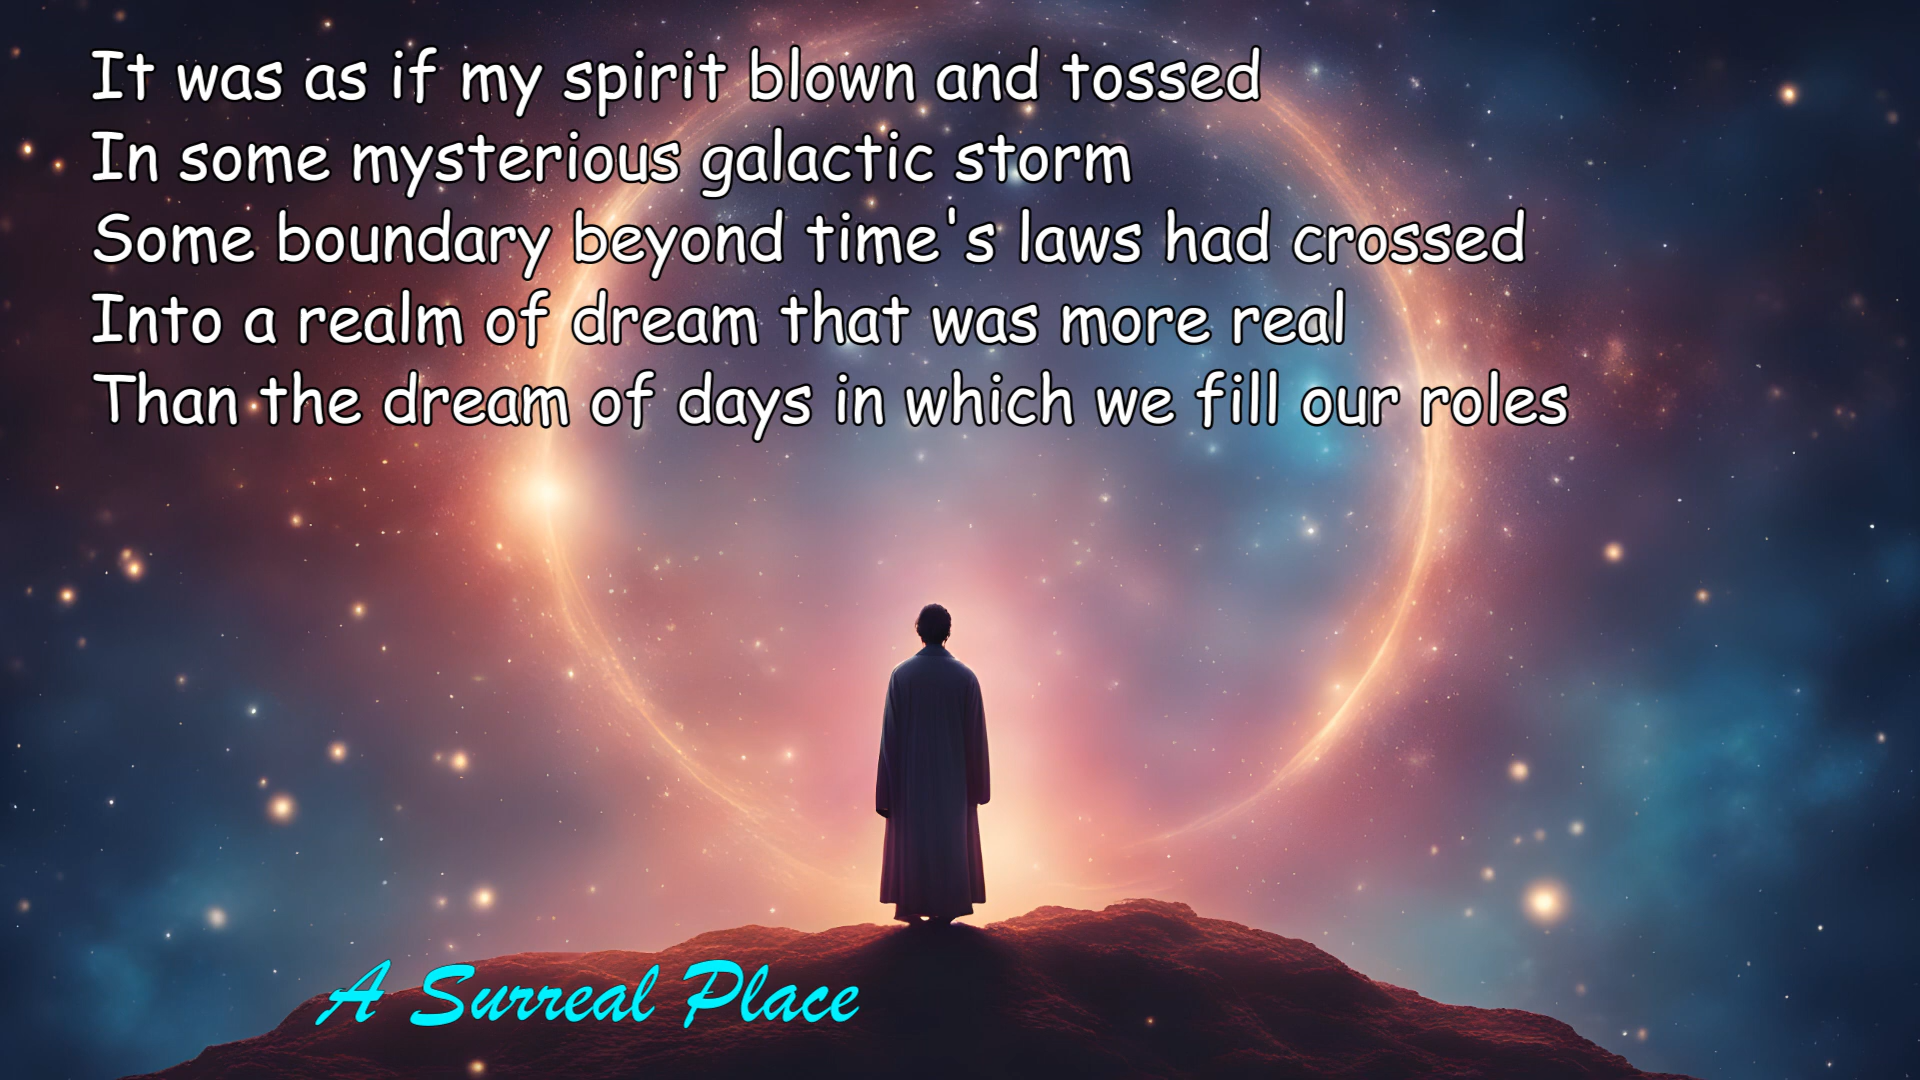 It was as if my spirit blown and tossed
In some mysterious galactic storm
Some boundary beyond time's laws had crossed
Into a realm of dream that was more real
Than the dream of days in which we fill our roles
A Surreal Place